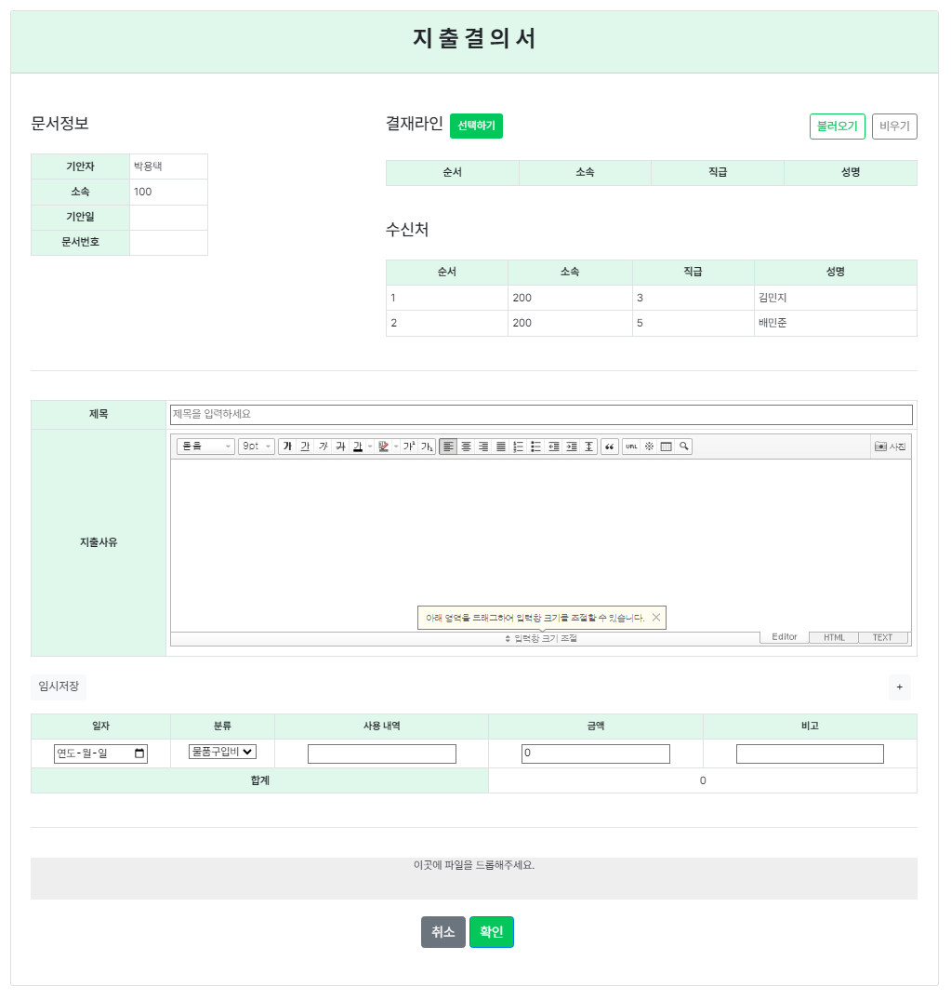 지 출 결 의 서
문서정보
기안자 박용택
소속 100
기안일
문서번호
결재라인 선택하기 불러오기 비우기
순서 소속 직급 성명
수신처
순서 소속 직급 성명
1 200 3 김민지
2 200 5 배민준
제목 제목을 입력하세요
돋움 9pt 가 가 가 가 가 가² 가₂ URL ※ 사진
지출사유
아래 영역을 드래그하여 입력창 크기를 조절할 수 있습니다.
입력창 크기 조절 Editor HTML TEXT
임시저장 +
일자 분류 사용 내역 금액 비고
연도-월-일 물품구입비 0
합계 0
이곳에 파일을 드롭해주세요.
취소 확인